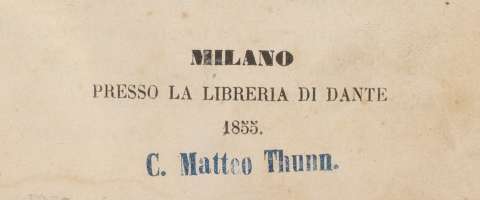 MILANO
PRESSO LA LIBRERIA DI DANTE
1855.
C. Matteo Thunn.